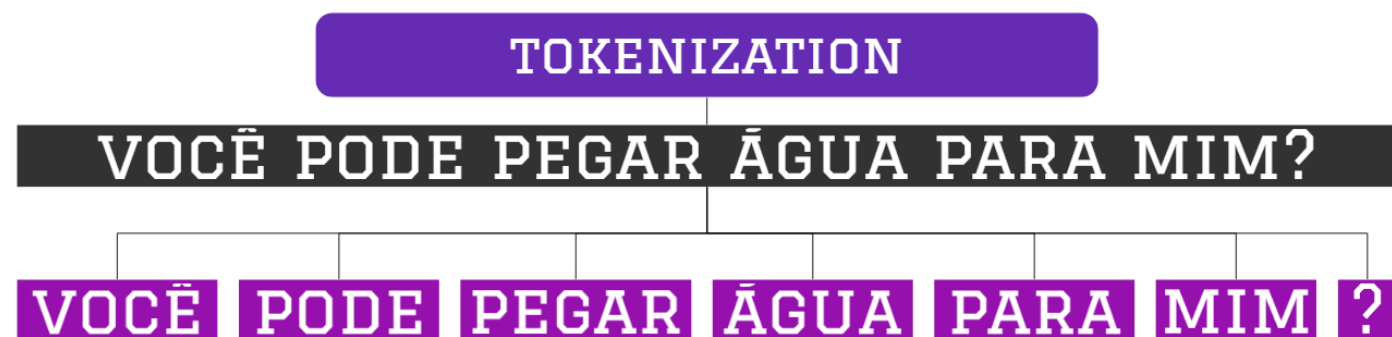 TOKENIZATION
VOCÊ PODE PEGAR ÁGUA PARA MIM?
VOCÊ PODE PEGAR ÁGUA PARA MIM ?